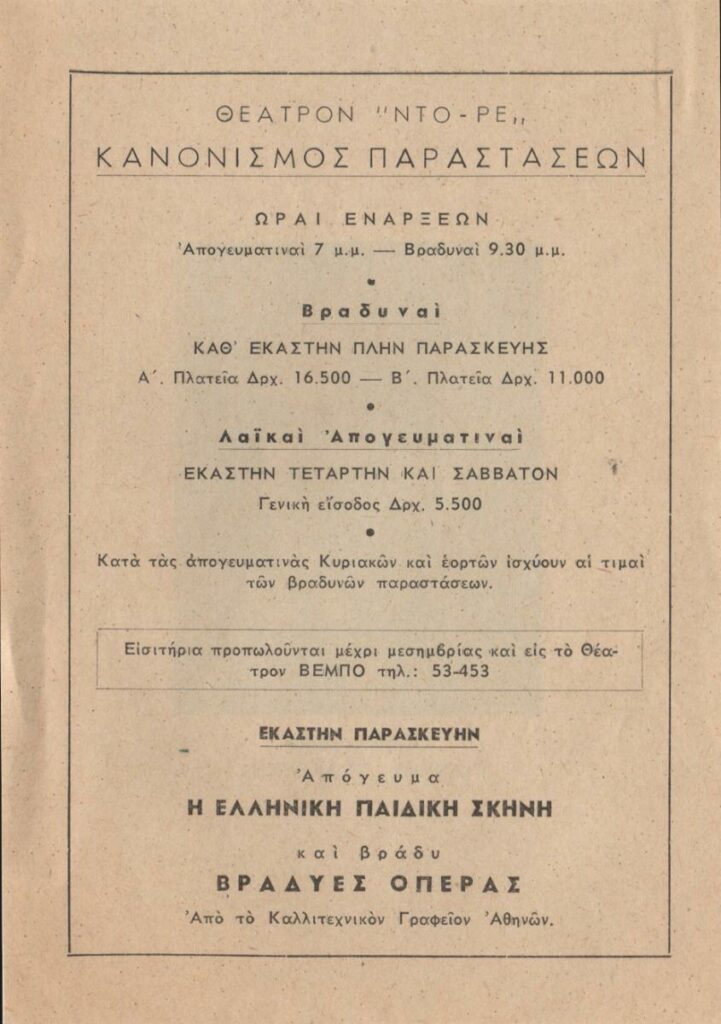 ΘΕΑΤΡΟΝ "ΝΤΟ-ΡΕ„
ΚΑΝΟΝΙΣΜΟΣ ΠΑΡΑΣΤΑΣΕΩΝ
ΩΡΑΙ ΕΝΑΡΞΕΩΝ
Ἀπογευματιναὶ 7 μ.μ. — Βραδυναὶ 9.30 μ.μ.
Βραδυναὶ
ΚΑΘ' ΕΚΑΣΤΗΝ ΠΛΗΝ ΠΑΡΑΣΚΕΥΗΣ
Α΄. Πλατεῖα Δρχ. 16.500 — Β΄. Πλατεῖα Δρχ. 11.000
Λαϊκαὶ Ἀπογευματιναὶ
ΕΚΑΣΤΗΝ ΤΕΤΑΡΤΗΝ ΚΑΙ ΣΑΒΒΑΤΟΝ
Γενικὴ εἴσοδος Δρχ. 5.500
Κατὰ τὰς ἀπογευματινὰς Κυριακῶν καὶ ἑορτῶν ἰσχύουν αἱ τιμαὶ
τῶν βραδυνῶν παραστάσεων.
Εἰσιτήρια προπωλοῦνται μέχρι μεσημβρίας καὶ εἰς τὸ Θέα-
τρον ΒΕΜΠΟ τηλ.: 53-453
ΕΚΑΣΤΗΝ ΠΑΡΑΣΚΕΥΗΝ
Ἀπόγευμα
Η ΕΛΛΗΝΙΚΗ ΠΑΙΔΙΚΗ ΣΚΗΝΗ
καὶ βράδυ
ΒΡΑΔΥΕΣ ΟΠΕΡΑΣ
Ἀπὸ τὸ Καλλιτεχνικὸν Γραφεῖον Ἀθηνῶν.